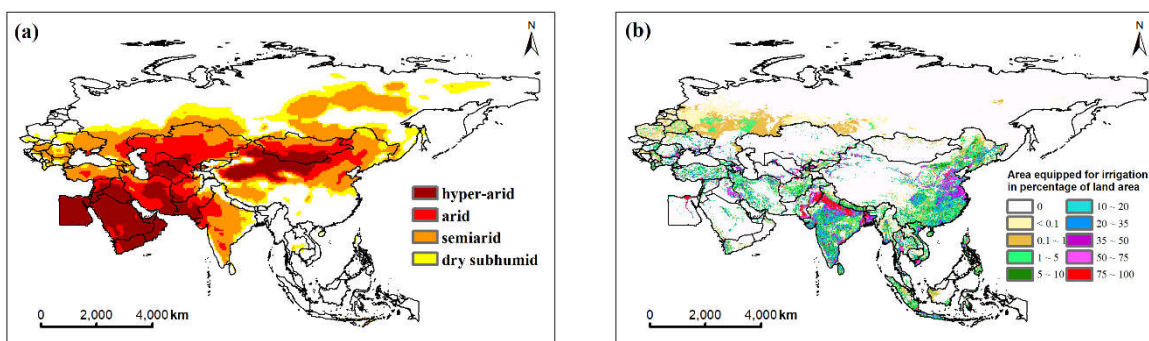 (a)
N
hyper-arid
arid
semiarid
dry subhumid
0 2,000 4,000 km
(b)
N
Area equipped for irrigation
in percentage of land area
0 10 ~ 20
< 0.1 20 ~ 35
0.1 ~ 1 35 ~ 50
1 ~ 5 50 ~ 75
5 ~ 10 75 ~ 100
0 2,000 4,000 km